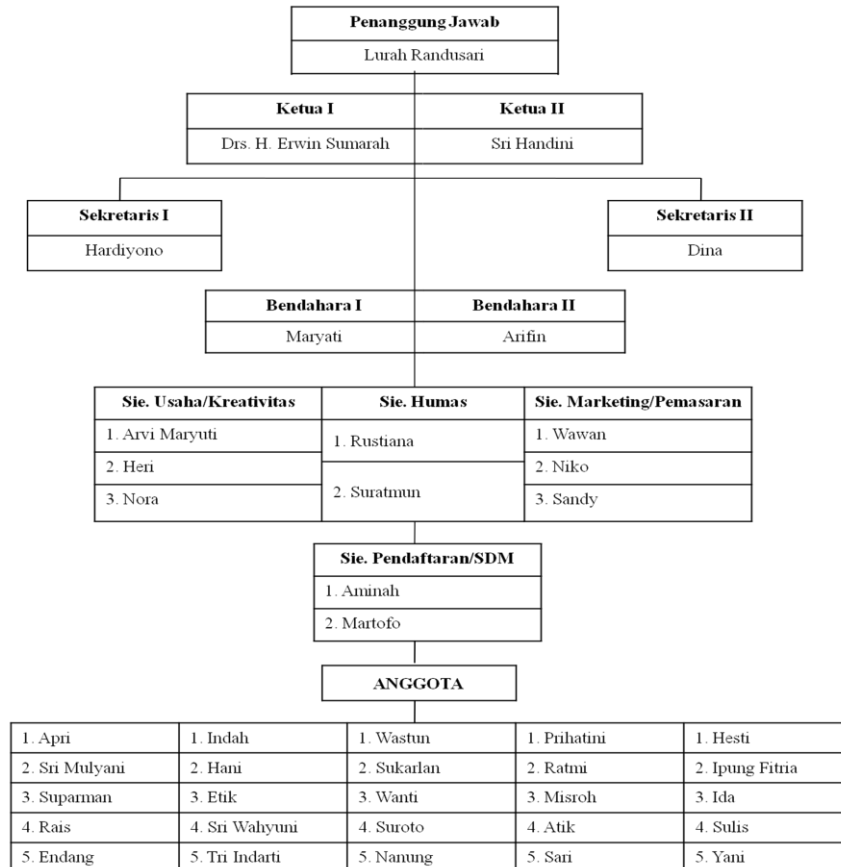 Penanggung Jawab
Lurah Randusari
Ketua I Ketua II
Drs. H. Erwin Sumarah Sri Handini
Sekretaris I Sekretaris II
Hardiyono Dina
Bendahara I Bendahara II
Maryati Arifin
Sie. Usaha/Kreativitas Sie. Humas Sie. Marketing/Pemasaran
1. Arvi Maryuti 1. Rustiana 1. Wawan
2. Heri 2. Niko
3. Nora 2. Suratmun 3. Sandy
Sie. Pendaftaran/SDM
1. Aminah
2. Martofo
ANGGOTA
1. Apri 1. Indah 1. Wastun 1. Prihatini 1. Hesti
2. Sri Mulyani 2. Hani 2. Sukarlan 2. Ratmi 2. Ipung Fitria
3. Suparman 3. Etik 3. Wanti 3. Misroh 3. Ida
4. Rais 4. Sri Wahyuni 4. Suroto 4. Atik 4. Sulis
5. Endang 5. Tri Indarti 5. Nanung 5. Sari 5. Yani